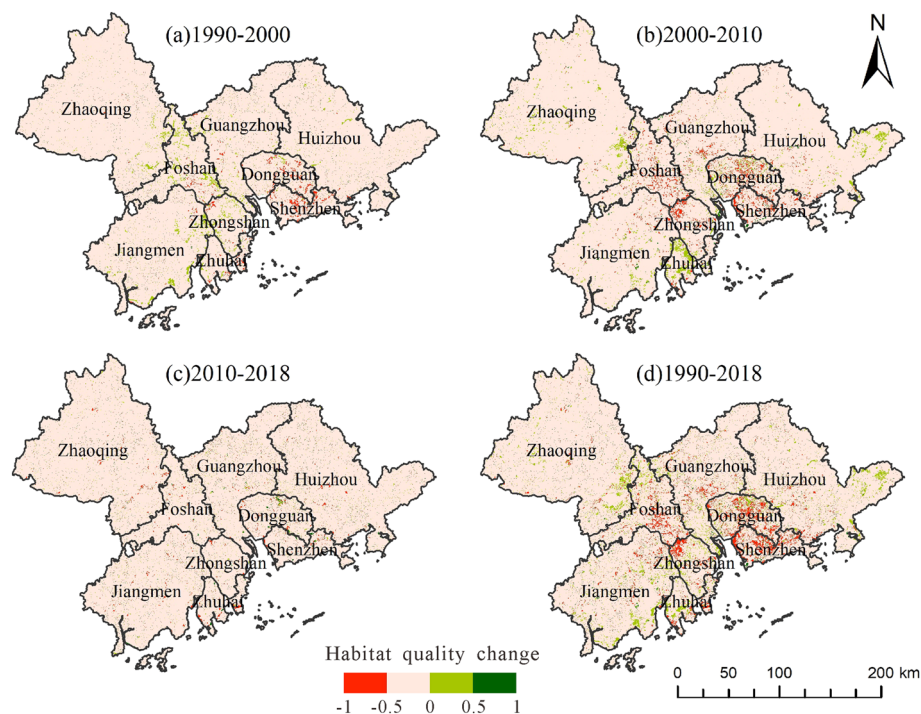 (a)1990-2000
Zhaoqing
Guangzhou
Huizhou
Foshan
Dongguan
Shenzhen
Zhongshan
Jiangmen
Zhuhai
(b)2000-2010
N
Zhaoqing
Guangzhou
Huizhou
Foshan
Dongguan
Shenzhen
Zhongshan
Jiangmen
Zhuhai
(c)2010-2018
Zhaoqing
Guangzhou
Huizhou
Foshan
Dongguan
Shenzhen
Zhongshan
Jiangmen
Zhuhai
(d)1990-2018
Zhaoqing
Guangzhou
Huizhou
Foshan
Dongguan
Shenzhen
Zhongshan
Jiangmen
Zhuhai
Habitat quality change
-1 -0.5 0 0.5 1
0 50 100 200 km